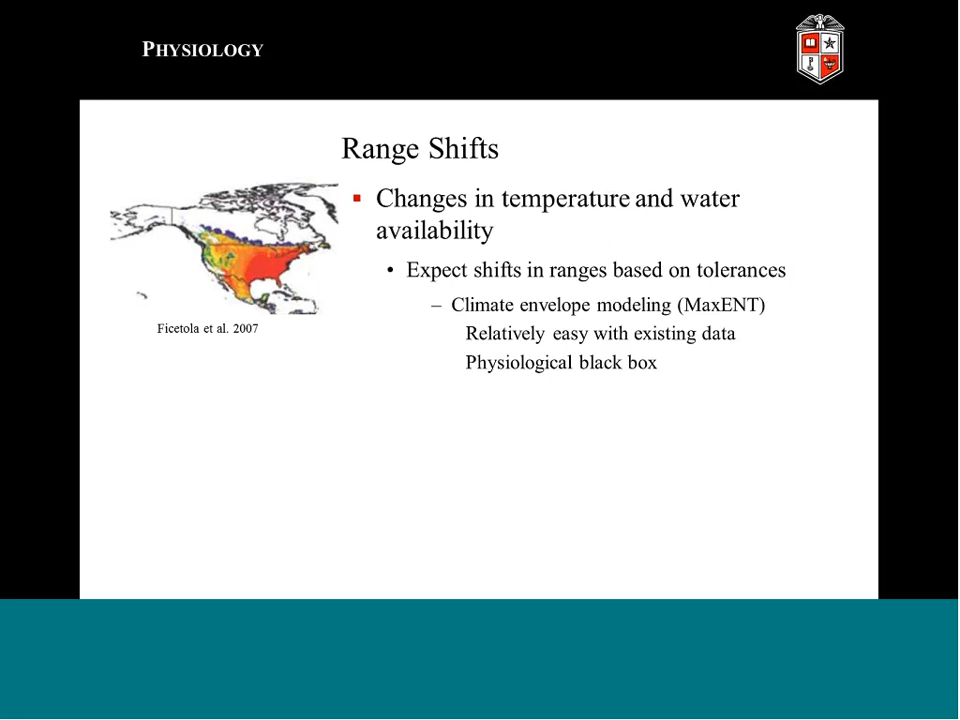 PHYSIOLOGY
Range Shifts
▪ Changes in temperature and water
availability
• Expect shifts in ranges based on tolerances
– Climate envelope modeling (MaxENT)
Relatively easy with existing data
Physiological black box
Ficetola et al. 2007